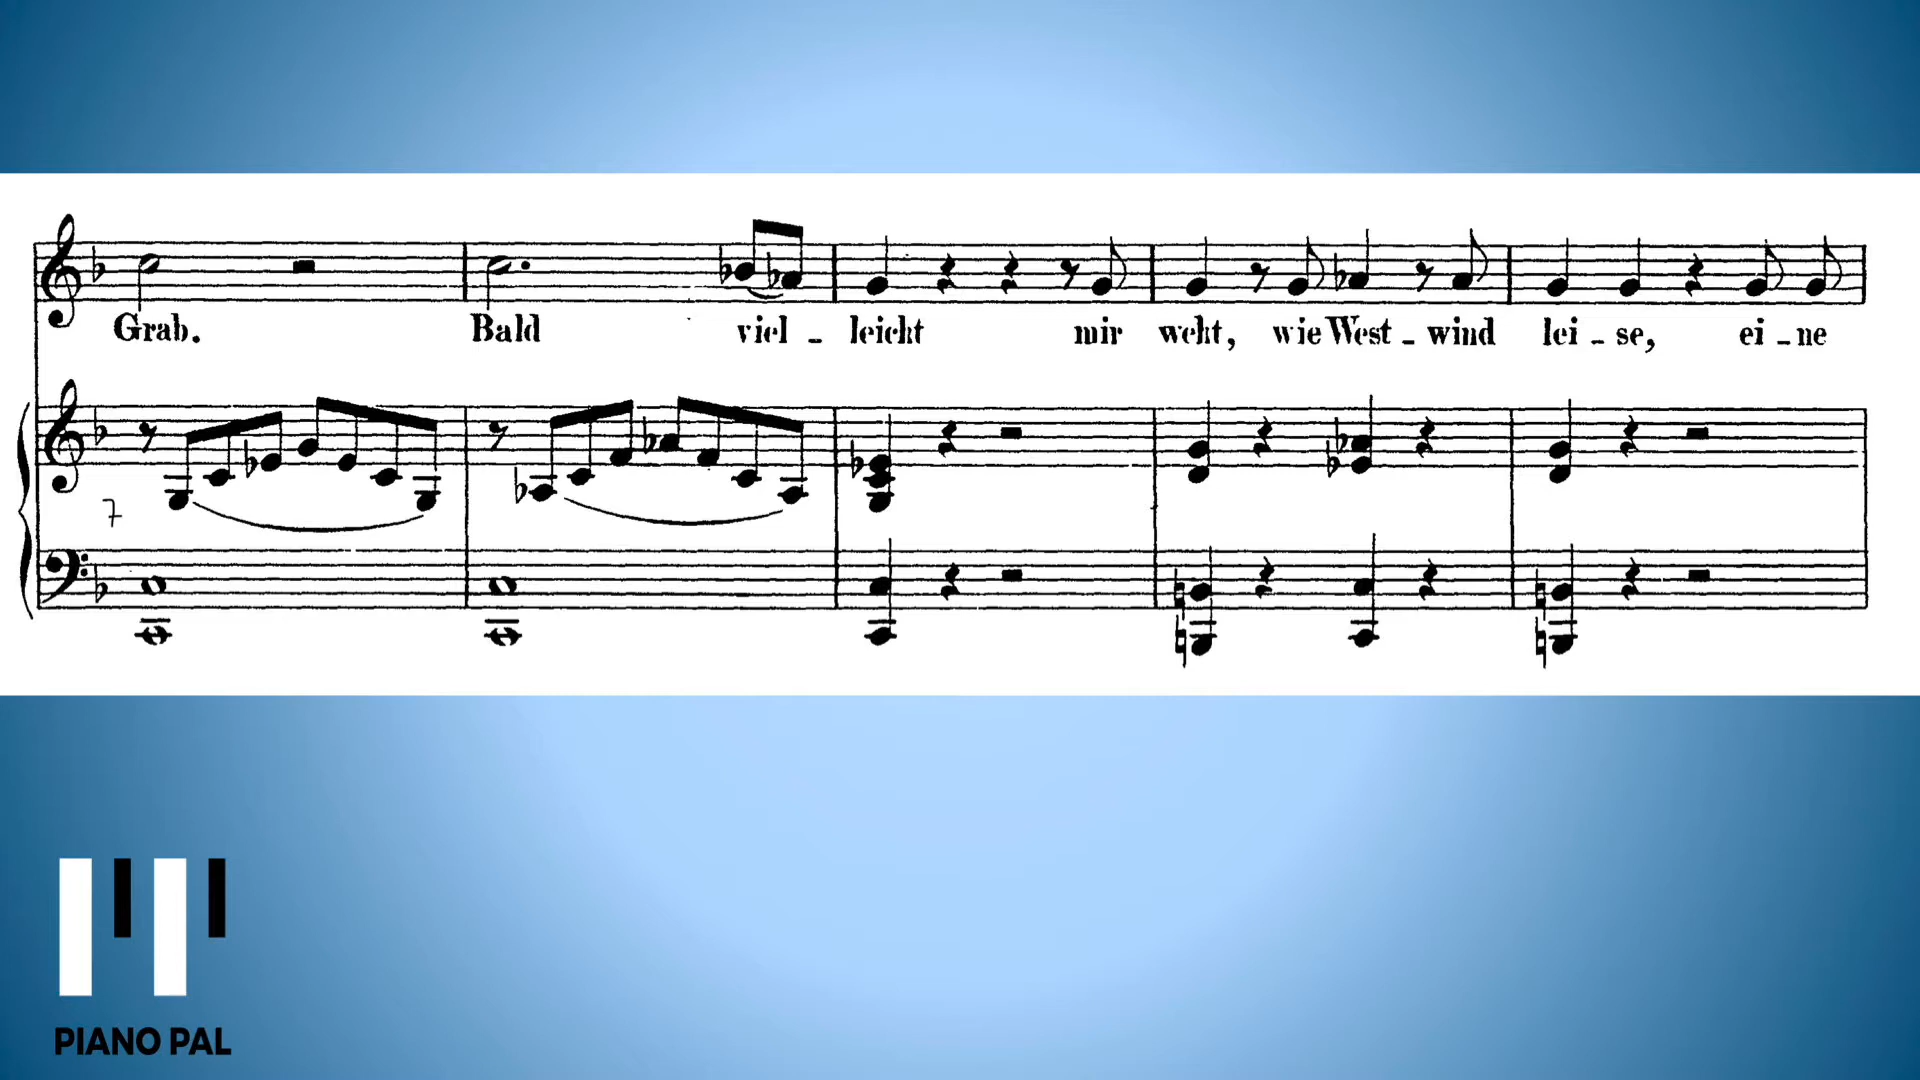 Grab. Bald viel - leicht mir weht, wie West - wind lei - se, ei - ne
7
PIANO PAL